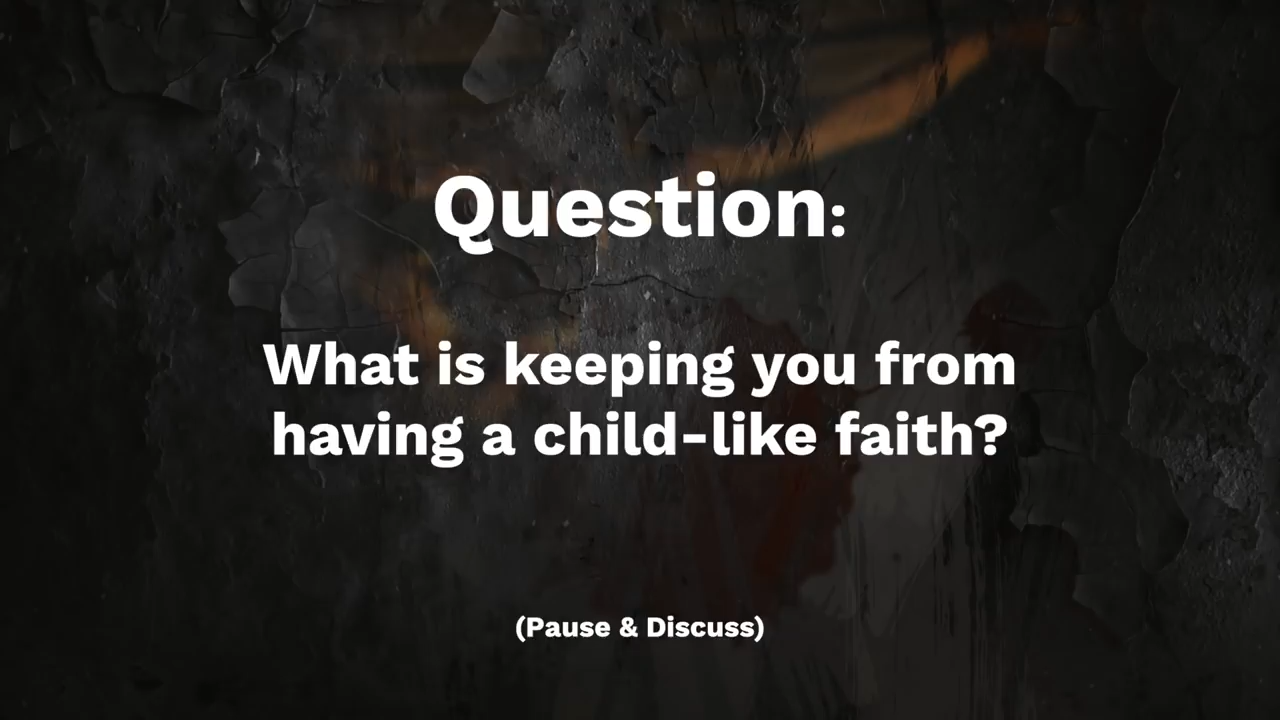 Question:
What is keeping you from
having a child-like faith?
(Pause & Discuss)